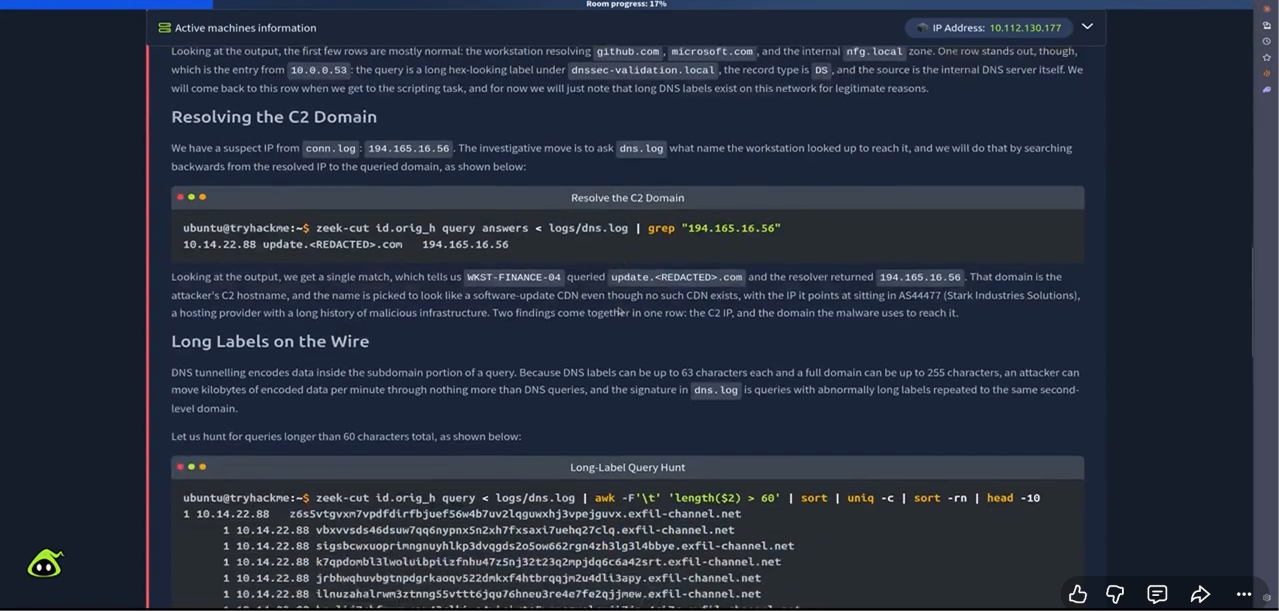 Room progress: 17%
Active machines information
IP Address: 10.112.130.177
Looking at the output, the first few rows are mostly normal: the workstation resolving github.com, microsoft.com, and the internal nfg.local zone. One row stands out, though,
which is the entry from 10.0.0.53: the query is a long hex-looking label under dnssec-validation.local, the record type is DS, and the source is the internal DNS server itself. We
will come back to this row when we get to the scripting task, and for now we will just note that long DNS labels exist on this network for legitimate reasons.
Resolving the C2 Domain
We have a suspect IP from conn.log: 194.165.16.56. The investigative move is to ask dns.log what name the workstation looked up to reach it, and we will do that by searching
backwards from the resolved IP to the queried domain, as shown below:
Resolve the C2 Domain
ubuntu@tryhackme:~$ zeek-cut id.orig_h query answers < logs/dns.log | grep "194.165.16.56"
10.14.22.88 update.<REDACTED>.com 194.165.16.56
Looking at the output, we get a single match, which tells us WKST-FINANCE-04 queried update.<REDACTED>.com and the resolver returned 194.165.16.56. That domain is the
attacker's C2 hostname, and the name is picked to look like a software-update CDN even though no such CDN exists, with the IP it points at sitting in AS44477 (Stark Industries Solutions),
a hosting provider with a long history of malicious infrastructure. Two findings come together in one row: the C2 IP, and the domain the malware uses to reach it.
Long Labels on the Wire
DNS tunnelling encodes data inside the subdomain portion of a query. Because DNS labels can be up to 63 characters each and a full domain can be up to 255 characters, an attacker can
move kilobytes of encoded data per minute through nothing more than DNS queries, and the signature in dns.log is queries with abnormally long labels repeated to the same second-
level domain.
Let us hunt for queries longer than 60 characters total, as shown below:
Long-Label Query Hunt
ubuntu@tryhackme:~$ zeek-cut id.orig_h query < logs/dns.log | awk -F'\t' 'length($2) > 60' | sort | uniq -c | sort -rn | head -10
1 10.14.22.88 z6s5vtgvxm7vpdfdirfbjuef56w4b7uv2lqguwxhj3vpejguvx.exfil-channel.net
1 10.14.22.88 vbxvvsds46dsuw7qq6nypnx5n2xh7fxsaxi7uehq27clq.exfil-channel.net
1 10.14.22.88 sigsbcwxuoprimngnuyhlkp3dvqgds2o5ow662rgn4zh3lg3l4bbye.exfil-channel.net
1 10.14.22.88 k7qpdombl3lwoluibpiizfnhu47z5nj32t23q2mpjdq6c6a42srt.exfil-channel.net
1 10.14.22.88 jrbhwqhuvbgtnpdgrkaoqv522dmkxf4htbrqqjm2u4dli3apy.exfil-channel.net
1 10.14.22.88 ilnuzahalrwm3ztnng55vttt6jyq7hneu3re4e7fe2qjjmew.exfil-channel.net